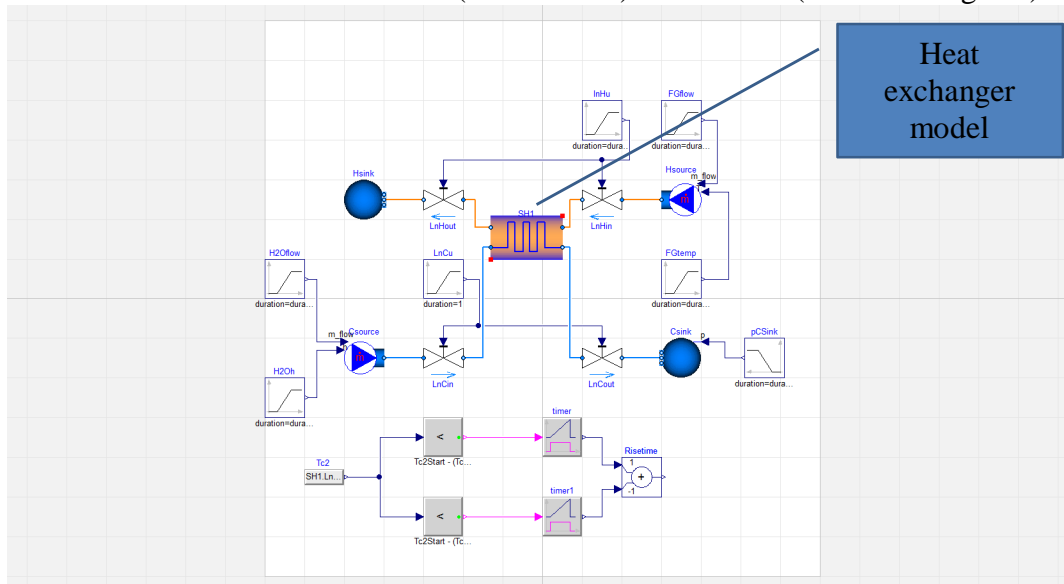 Heat
exchanger
model
InHu
FGflow
duration=dura...
duration=dura...
m_flow
Hsink
Hsource
ṁ
SH1
LnHout
LnHin
H2Oflow
LnCu
FGtemp
duration=dura...
duration=1
duration=dura...
m_flow
Csource
Csink
p
pCSink
ṁ
LnCin
LnCout
duration=dura...
H2Oh
duration=dura...
timer
<
Tc2
Tc2Start - (Tc...
Risetime
1
+
-1
SH1.Ln...
timer1
<
Tc2Start - (Tc...